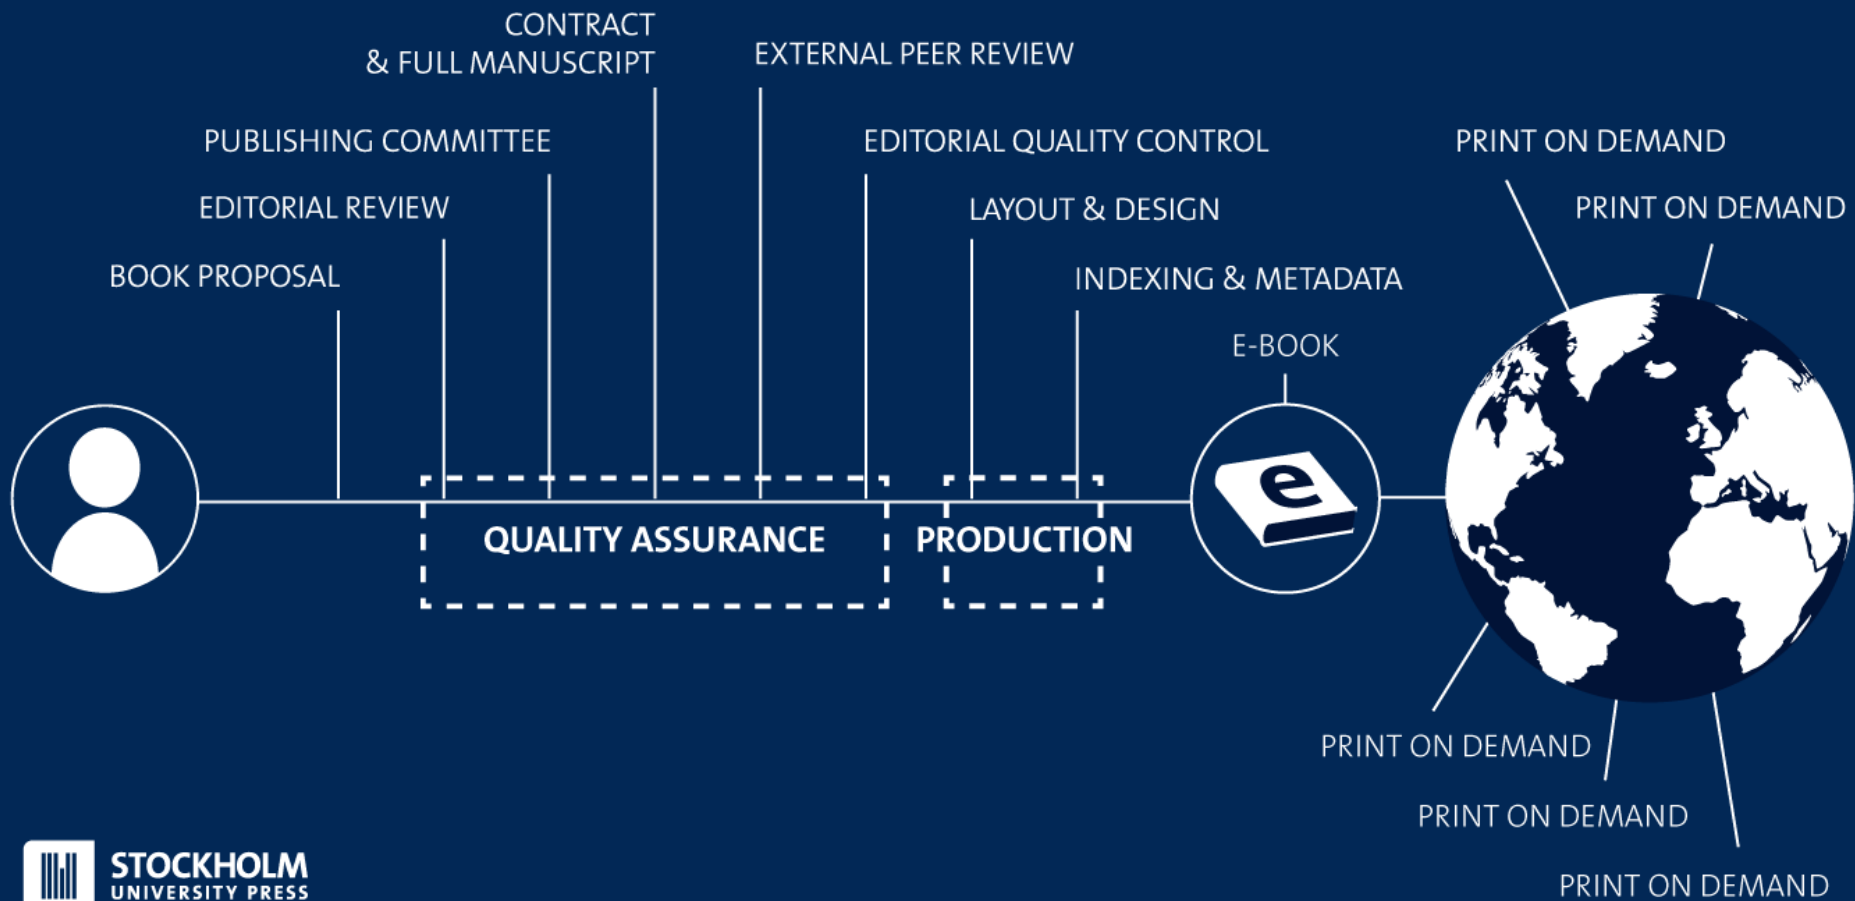 CONTRACT
& FULL MANUSCRIPT
EXTERNAL PEER REVIEW
PUBLISHING COMMITTEE
EDITORIAL QUALITY CONTROL
PRINT ON DEMAND
EDITORIAL REVIEW
LAYOUT & DESIGN
PRINT ON DEMAND
BOOK PROPOSAL
INDEXING & METADATA
E-BOOK
e
QUALITY ASSURANCE
PRODUCTION
PRINT ON DEMAND
PRINT ON DEMAND
PRINT ON DEMAND
STOCKHOLM
UNIVERSITY PRESS